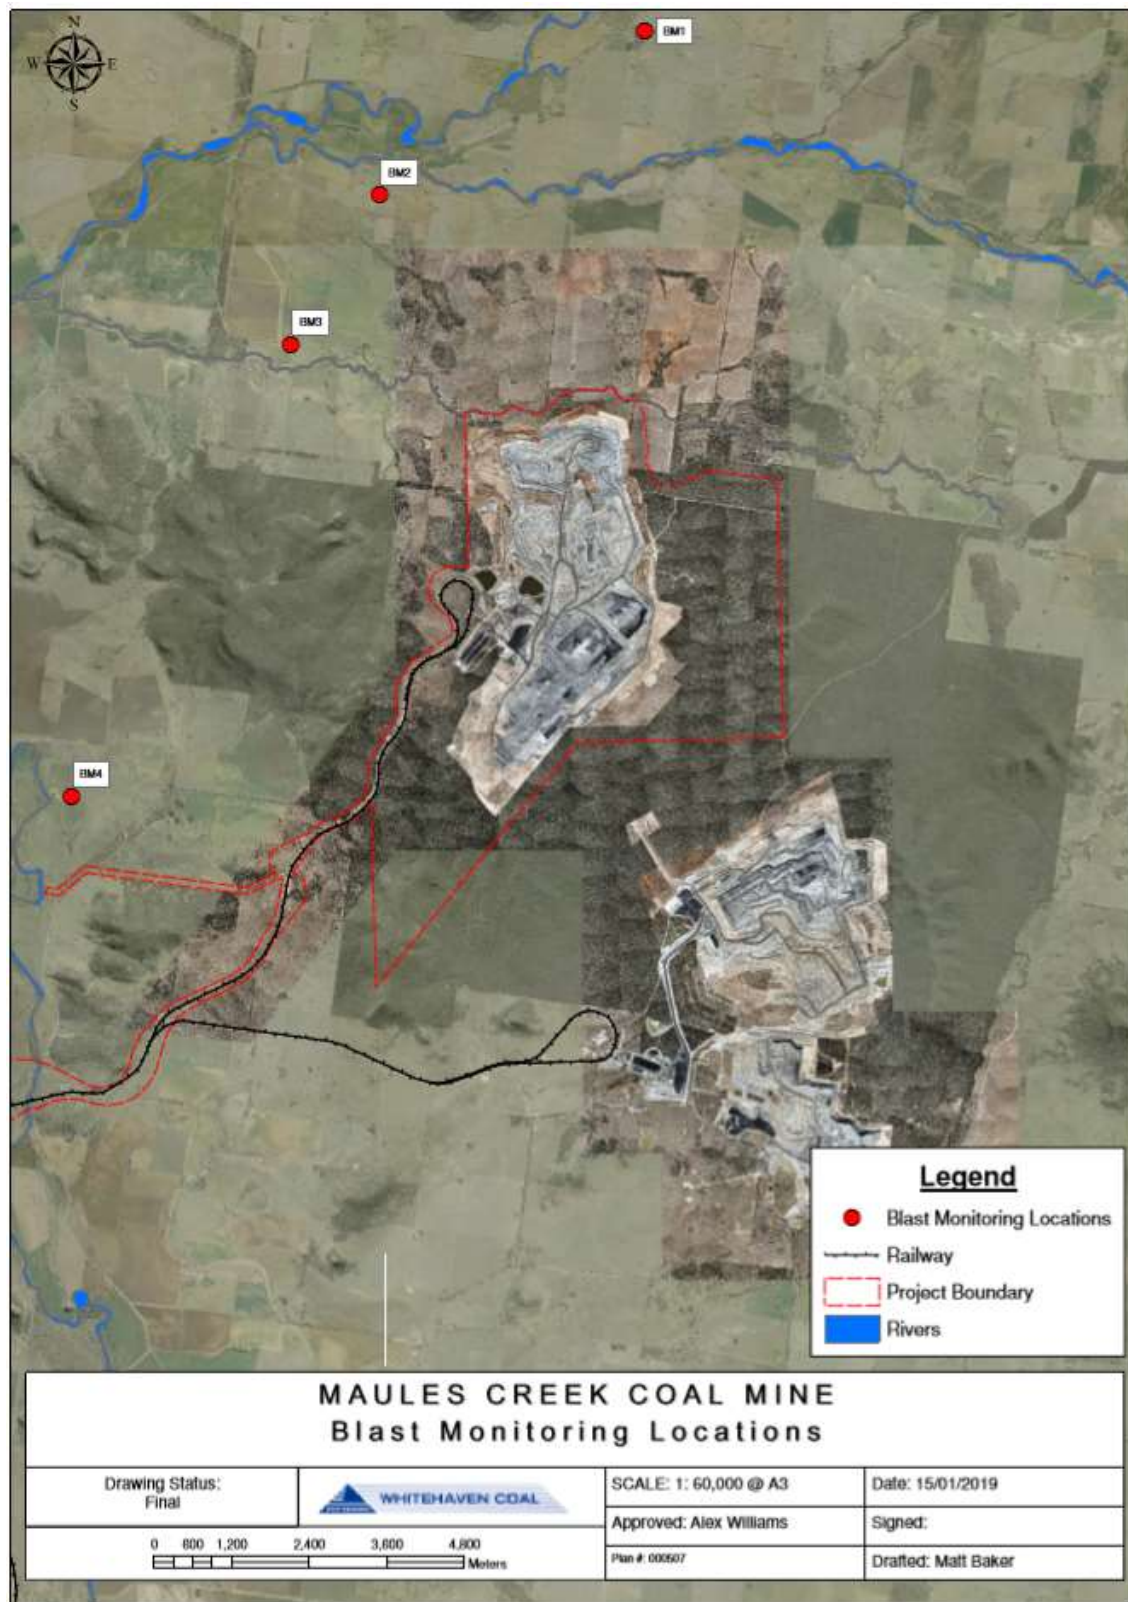 N
W E
S
BM1
BM2
BM3
BM4
Legend
Blast Monitoring Locations
Railway
Project Boundary
Rivers
MAULES CREEK COAL MINE
Blast Monitoring Locations
Drawing Status:
Final
WHITEHAVEN COAL
SCALE: 1: 60,000 @ A3
Date: 15/01/2019
Approved: Alex Williams
Signed:
0 600 1,200 2,400 3,600 4,800
Meters
Plan #: 000507
Drafted: Matt Baker